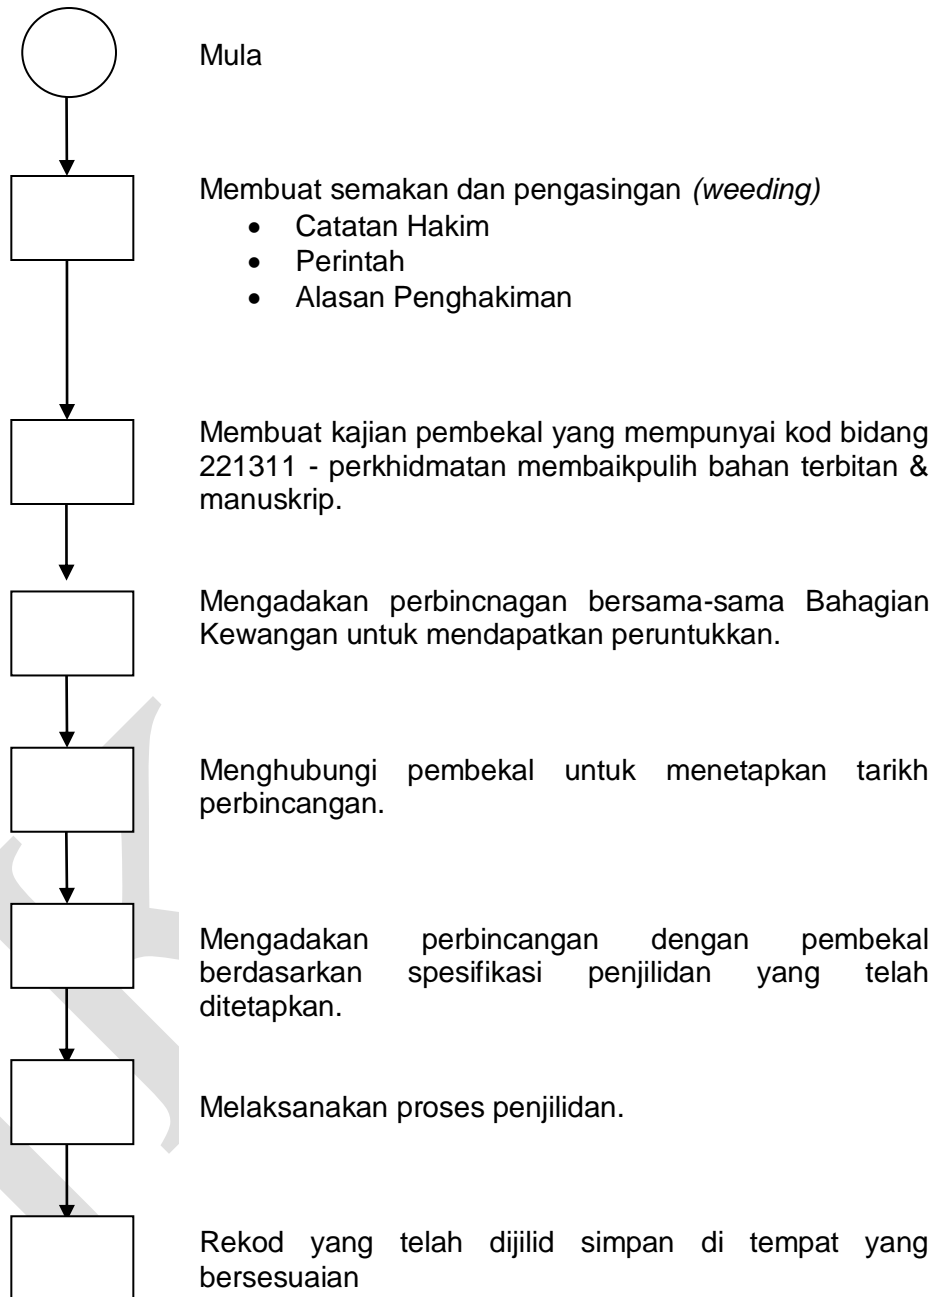 Mula
Membuat semakan dan pengasingan (weeding)
• Catatan Hakim
• Perintah
• Alasan Penghakiman
Membuat kajian pembekal yang mempunyai kod bidang
221311 - perkhidmatan membaikpulih bahan terbitan &
manuskrip.
Mengadakan perbincnagan bersama-sama Bahagian
Kewangan untuk mendapatkan peruntukkan.
Menghubungi pembekal untuk menetapkan tarikh
perbincangan.
Mengadakan perbincangan dengan pembekal
berdasarkan spesifikasi penjilidan yang telah
ditetapkan.
Melaksanakan proses penjilidan.
Rekod yang telah dijilid simpan di tempat yang
bersesuaian